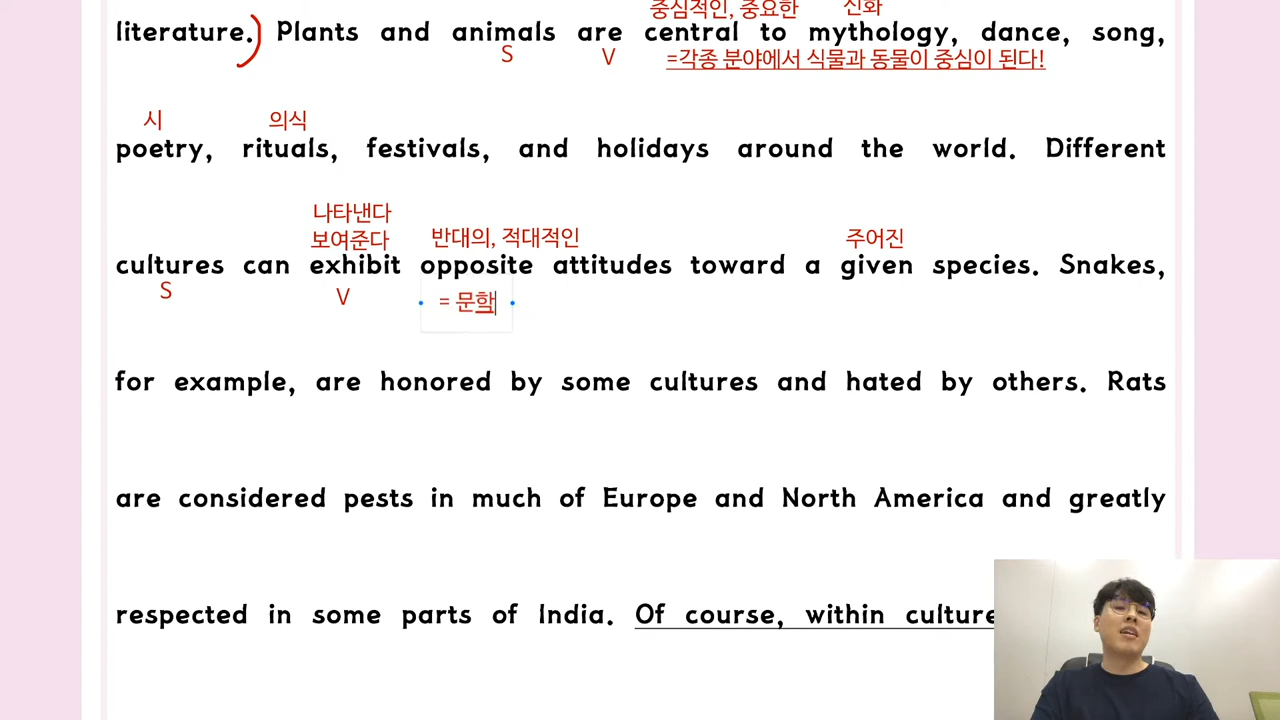 중심적인, 중요한 신화
literature.) Plants and animals are central to mythology, dance, song,
S V =각종 분야에서 식물과 동물이 중심이 된다!
시 의식
poetry, rituals, festivals, and holidays around the world. Different
나타낸다
보여준다 반대의, 적대적인 주어진
cultures can exhibit opposite attitudes toward a given species. Snakes,
S V = 문학
for example, are honored by some cultures and hated by others. Rats
are considered pests in much of Europe and North America and greatly
respected in some parts of India. Of course, within culture